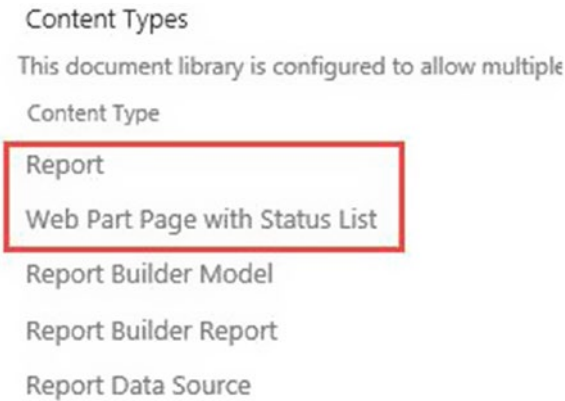 Content Types
This document library is configured to allow multiple
Content Type
Report
Web Part Page with Status List
Report Builder Model
Report Builder Report
Report Data Source